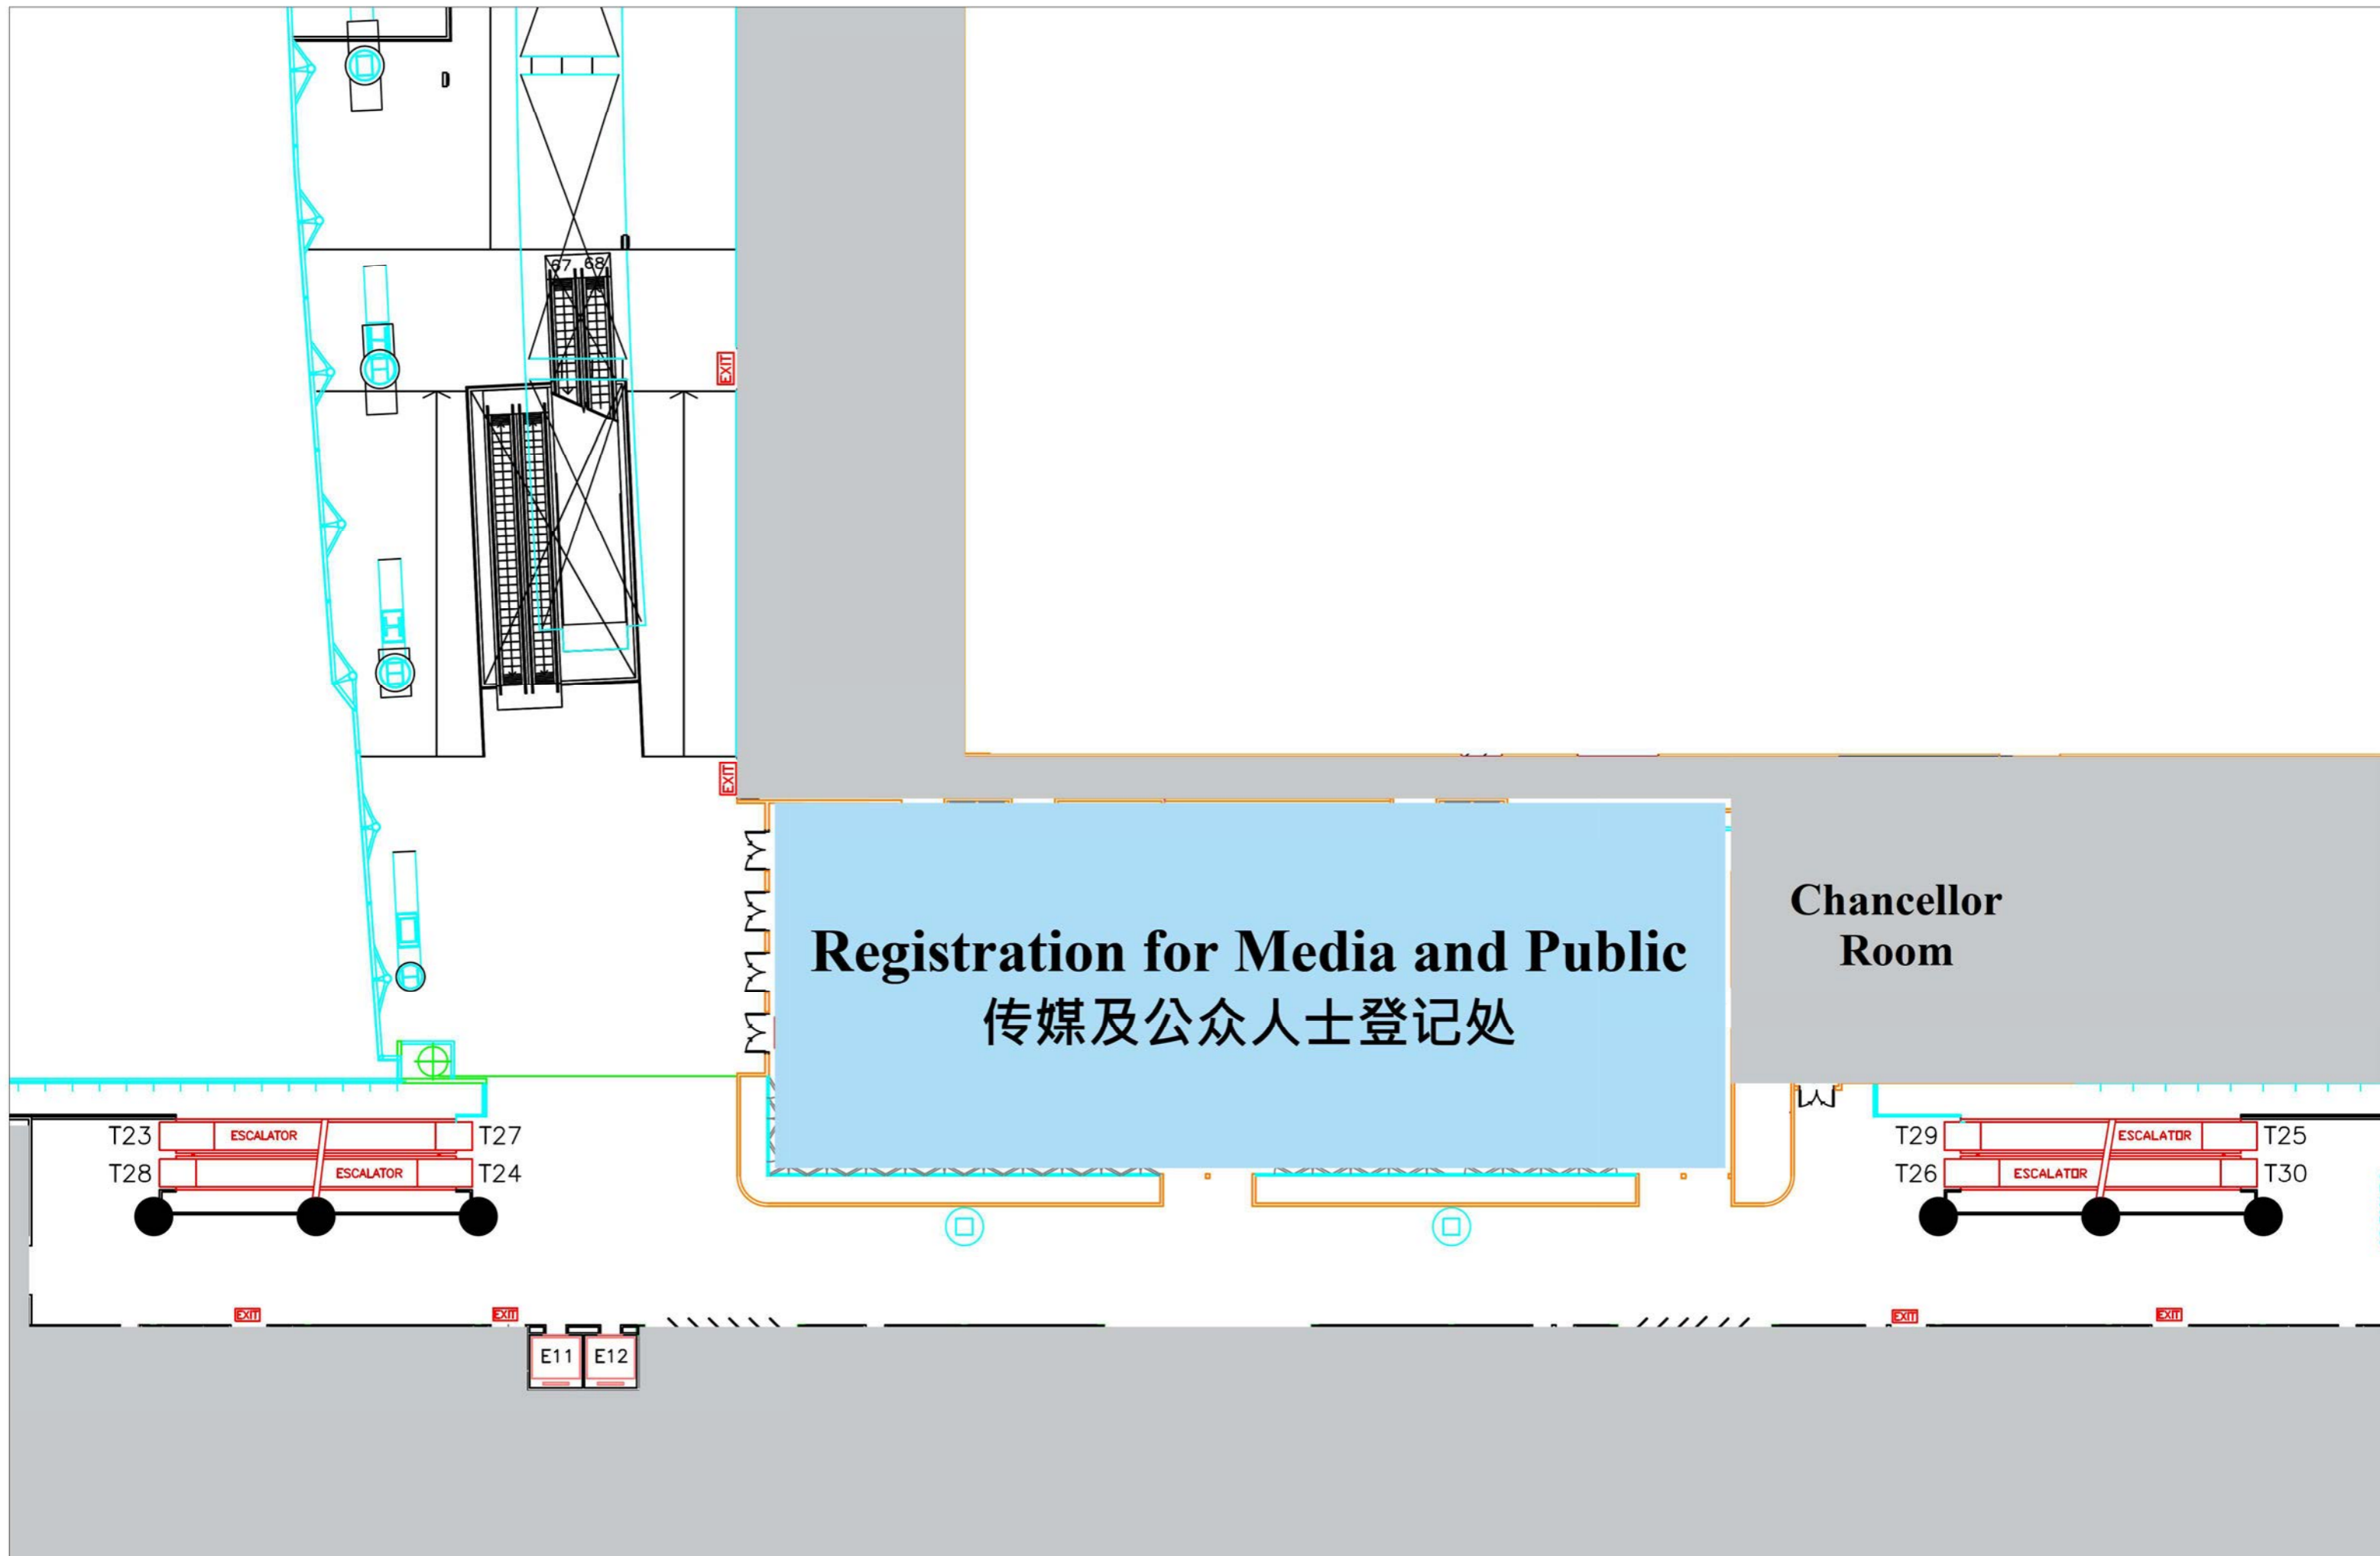 67 68
EXIT
EXIT
Registration for Media and Public
传媒及公众人士登记处
Chancellor
Room
T23 ESCALATOR T27
T28 ESCALATOR T24
T29 ESCALATOR T25
T26 ESCALATOR T30
EXIT
EXIT
EXIT
EXIT
E11 E12